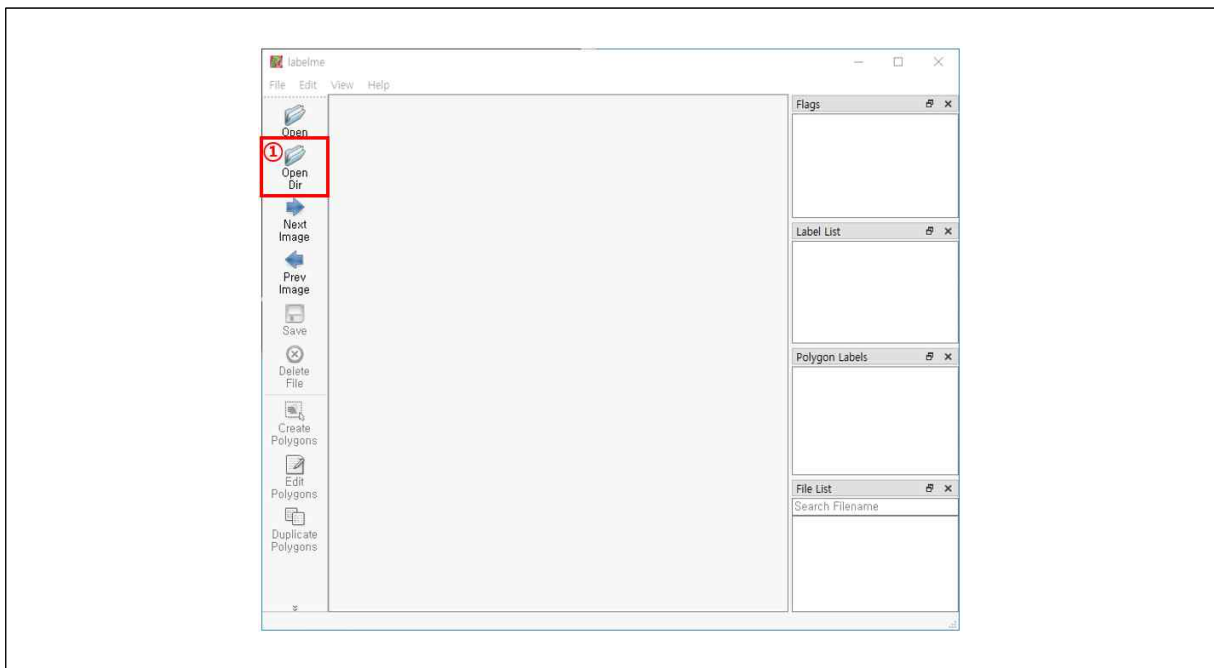 labelme
File Edit View Help
Open
①
Open
Dir
Next
Image
Prev
Image
Save
Delete
File
Create
Polygons
Edit
Polygons
Duplicate
Polygons
Flags
Label List
Polygon Labels
File List
Search Filename